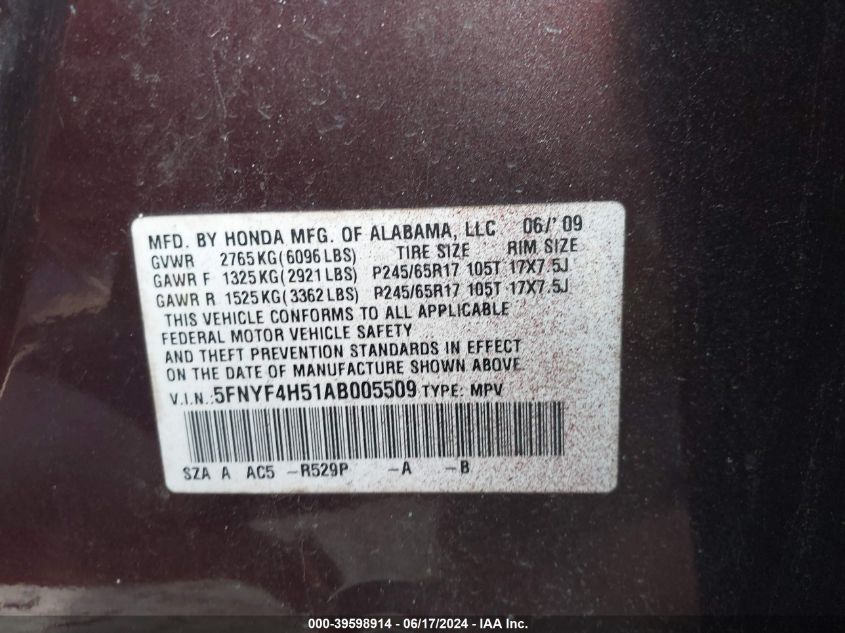 MFD. BY HONDA MFG. OF ALABAMA, LLC 06/'09
GVWR 2765KG(6096LBS) TIRE SIZE RIM SIZE
GAWR F 1325KG(2921LBS) P245/65R17 105T 17X7.5J
GAWR R 1525KG(3362LBS) P245/65R17 105T 17X7.5J
THIS VEHICLE CONFORMS TO ALL APPLICABLE
FEDERAL MOTOR VEHICLE SAFETY
AND THEFT PREVENTION STANDARDS IN EFFECT
ON THE DATE OF MANUFACTURE SHOWN ABOVE.
V.I.N.:5FNYF4H51AB005509 TYPE: MPV
SZA A AC5 -R529P -A -B
000-39598914 - 06/17/2024 - IAA Inc.